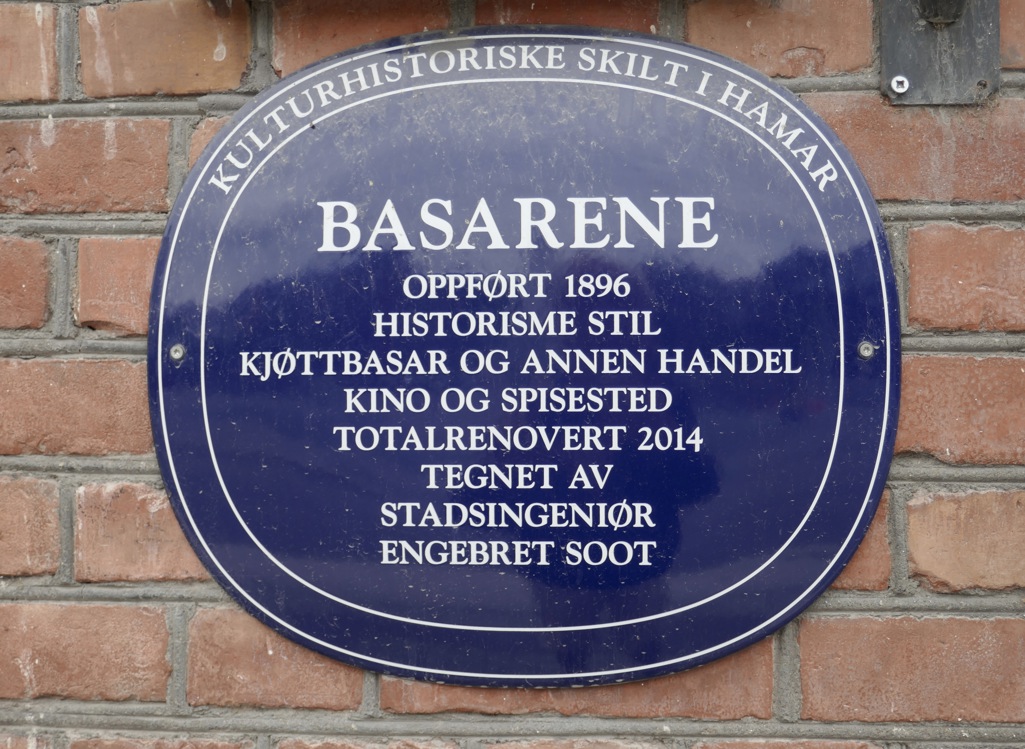 KULTURHISTORISKE SKILT I HAMAR
BASARENE
OPPFØRT 1896
HISTORISME STIL
KJØTTBASAR OG ANNEN HANDEL
KINO OG SPISESTED
TOTALRENOVERT 2014
TEGNET AV
STADSINGENIØR
ENGEBRET SOOT